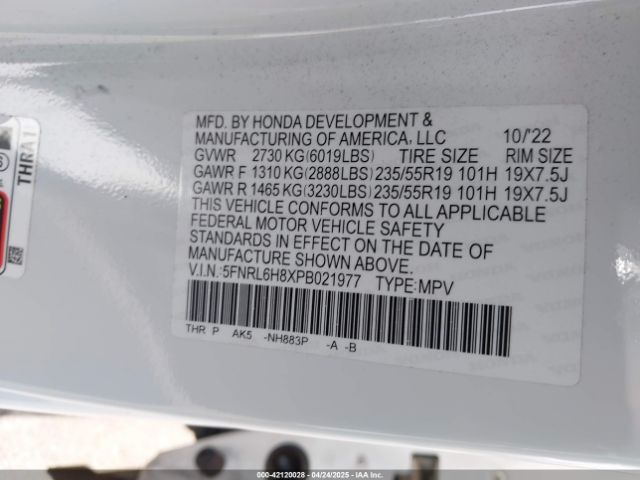 MFD. BY HONDA DEVELOPMENT &
MANUFACTURING OF AMERICA, LLC 10/'22
GVWR 2730 KG(6019LBS) TIRE SIZE RIM SIZE
GAWR F 1310 KG(2888LBS) 235/55R19 101H 19X7.5J
GAWR R 1465 KG(3230LBS) 235/55R19 101H 19X7.5J
THIS VEHICLE CONFORMS TO ALL APPLICABLE
FEDERAL MOTOR VEHICLE SAFETY
STANDARDS IN EFFECT ON THE DATE OF
MANUFACTURE SHOWN ABOVE.
V.I.N.:5FNRL6H8XPB021977 TYPE:MPV
THR P AK5 -NH883P -A -B
THRA1
000-42120028 - 04/24/2025 - IAAI.COM